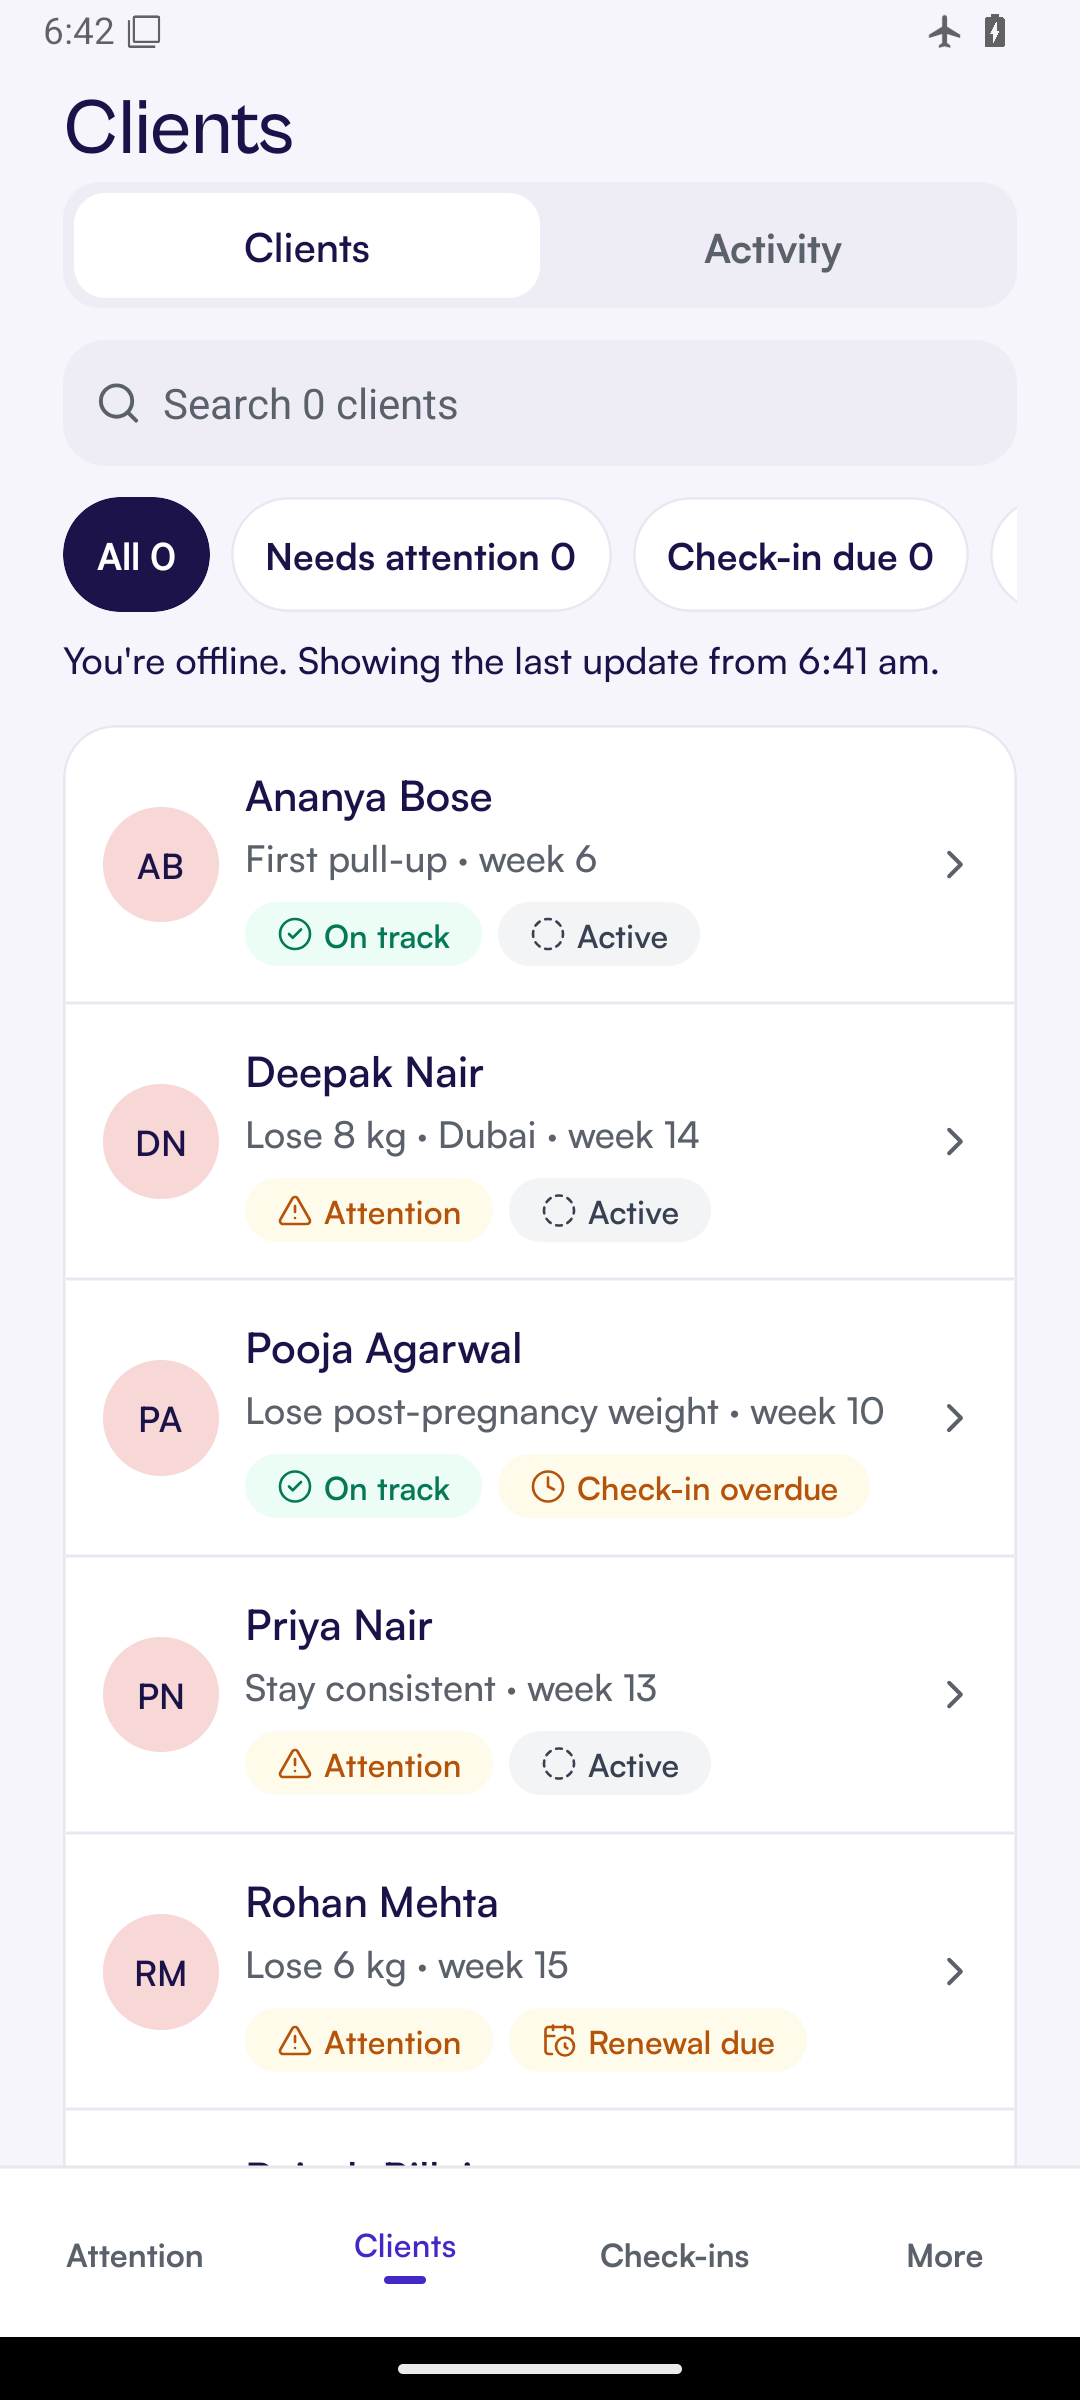 6:42
Clients
Clients
Activity
Search 0 clients
All 0
Needs attention 0
Check-in due 0
You're offline. Showing the last update from 6:41 am.
AB
Ananya Bose
First pull-up · week 6
On track
Active
DN
Deepak Nair
Lose 8 kg · Dubai · week 14
Attention
Active
PA
Pooja Agarwal
Lose post-pregnancy weight · week 10
On track
Check-in overdue
PN
Priya Nair
Stay consistent · week 13
Attention
Active
RM
Rohan Mehta
Lose 6 kg · week 15
Attention
Renewal due
Attention
Clients
Check-ins
More